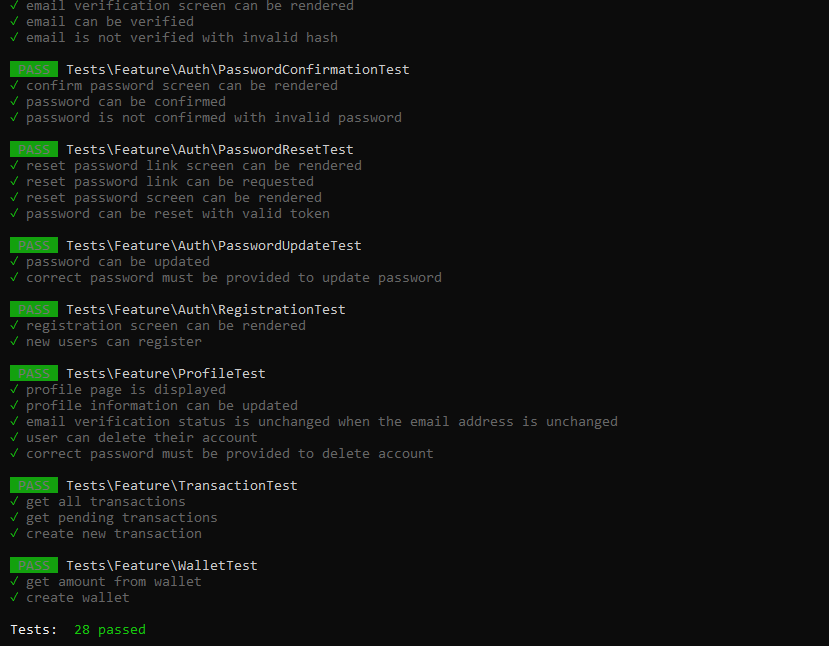 ✓ email verification screen can be rendered
✓ email can be verified
✓ email is not verified with invalid hash
PASS Tests\Feature\Auth\PasswordConfirmationTest
✓ confirm password screen can be rendered
✓ password can be confirmed
✓ password is not confirmed with invalid password
PASS Tests\Feature\Auth\PasswordResetTest
✓ reset password link screen can be rendered
✓ reset password link can be requested
✓ reset password screen can be rendered
✓ password can be reset with valid token
PASS Tests\Feature\Auth\PasswordUpdateTest
✓ password can be updated
✓ correct password must be provided to update password
PASS Tests\Feature\Auth\RegistrationTest
✓ registration screen can be rendered
✓ new users can register
PASS Tests\Feature\ProfileTest
✓ profile page is displayed
✓ profile information can be updated
✓ email verification status is unchanged when the email address is unchanged
✓ user can delete their account
✓ correct password must be provided to delete account
PASS Tests\Feature\TransactionTest
✓ get all transactions
✓ get pending transactions
✓ create new transaction
PASS Tests\Feature\WalletTest
✓ get amount from wallet
✓ create wallet
Tests:  28 passed